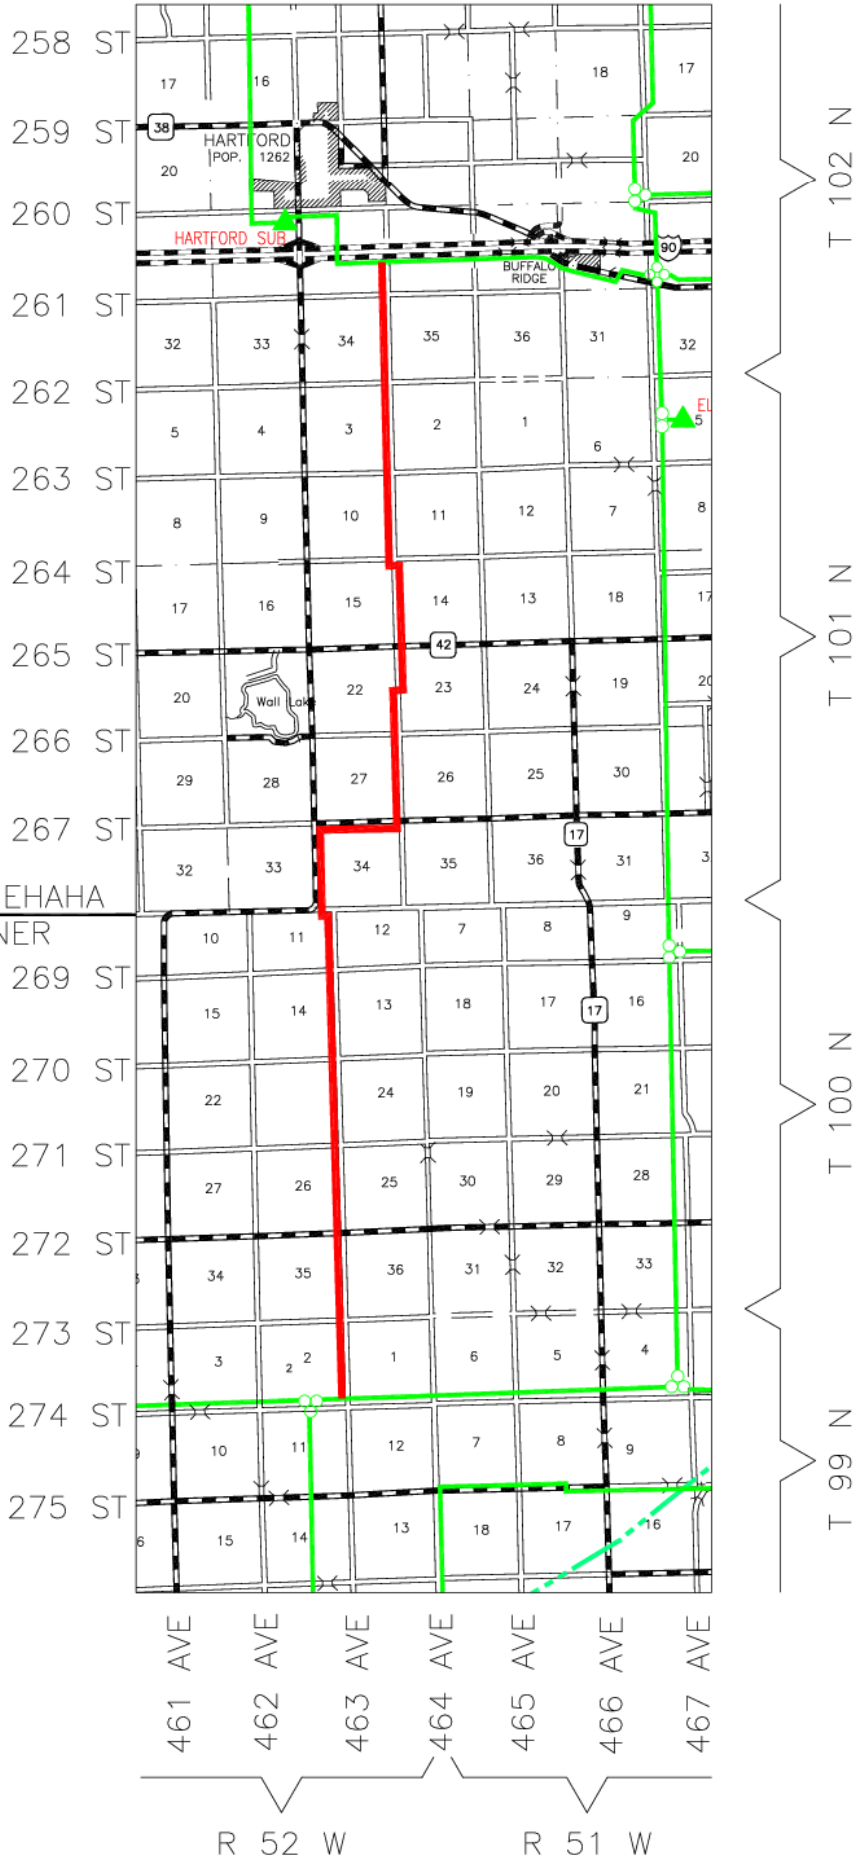 258 ST
17 16 18 17
259 ST
38
HARTFORD
POP. 1262
20 20
260 ST
HARTFORD SUB
90
BUFFALO
RIDGE
261 ST
32 33 34 35 36 31 32
262 ST
EL
5 4 3 2 1 6 5
263 ST
8 9 10 11 12 7 8
264 ST
17 16 15 14 13 18 17
42
265 ST
20 Wall Lake 22 23 24 19 20
266 ST
29 28 27 26 25 30
267 ST
17
32 33 34 35 36 31 3
EHAHA
NER
10 11 12 7 8 9
269 ST
15 14 13 18 17 17 16
270 ST
22 24 19 20 21
271 ST
27 26 25 30 29 28
272 ST
34 35 36 31 32 33
273 ST
3 2 2 1 6 5 4
274 ST
9 10 11 12 7 8 9
275 ST
6 15 14 13 18 17 16
T 102 N
T 101 N
T 100 N
T 99 N
461 AVE
462 AVE
463 AVE
464 AVE
465 AVE
466 AVE
467 AVE
R 52 W R 51 W